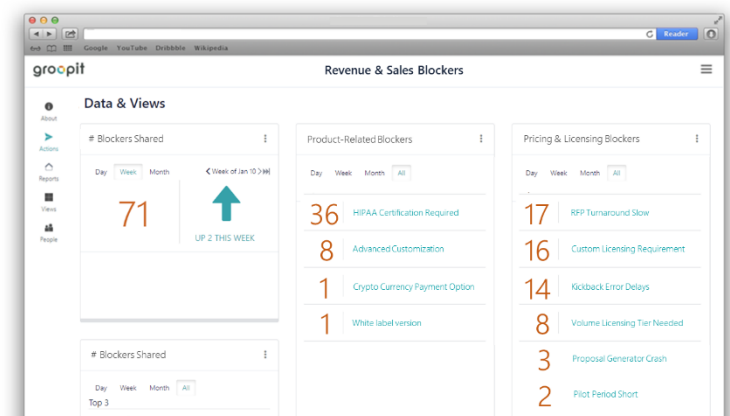 Reader
Google YouTube Dribbble Wikipedia
groopit
Revenue & Sales Blockers
About
Actions
Reports
Views
People
Data & Views
# Blockers Shared
Day Week Month
Week of Jan 10
71
UP 2 THIS WEEK
# Blockers Shared
Day Week Month All
Top 3
Product-Related Blockers
Day Week Month All
36 HIPAA Certification Required
8 Advanced Customization
1 Crypto Currency Payment Option
1 White label version
Pricing & Licensing Blockers
Day Week Month All
17 RFP Turnaround Slow
16 Custom Licensing Requirement
14 Kickback Error Delays
8 Volume Licensing Tier Needed
3 Proposal Generator Crash
2 Pilot Period Short